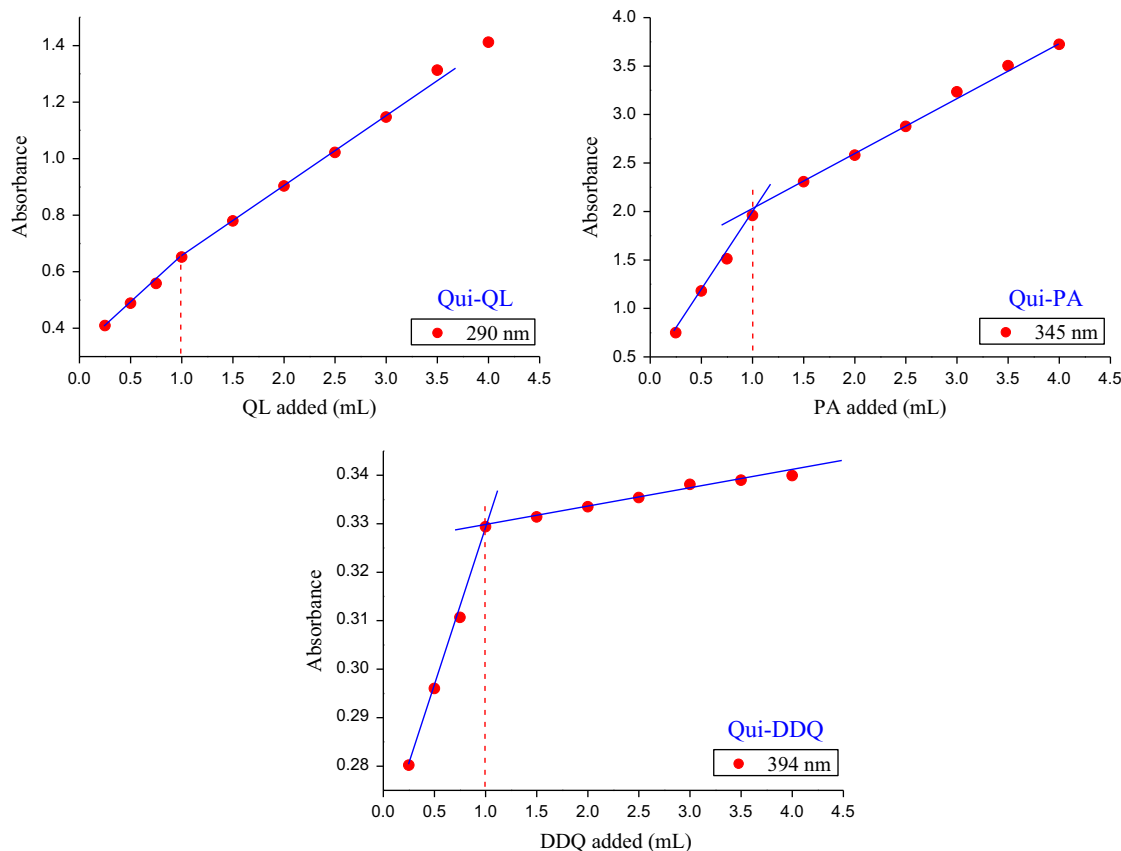 1.4
1.2
1.0
0.8
0.6
0.4
Absorbance
Qui-QL
290 nm
0.0 0.5 1.0 1.5 2.0 2.5 3.0 3.5 4.0 4.5
QL added (mL)
4.0
3.5
3.0
2.5
2.0
1.5
1.0
0.5
Absorbance
Qui-PA
345 nm
0.0 0.5 1.0 1.5 2.0 2.5 3.0 3.5 4.0 4.5
PA added (mL)
0.34
0.33
0.32
0.31
0.30
0.29
0.28
Absorbance
Qui-DDQ
394 nm
0.0 0.5 1.0 1.5 2.0 2.5 3.0 3.5 4.0 4.5
DDQ added (mL)